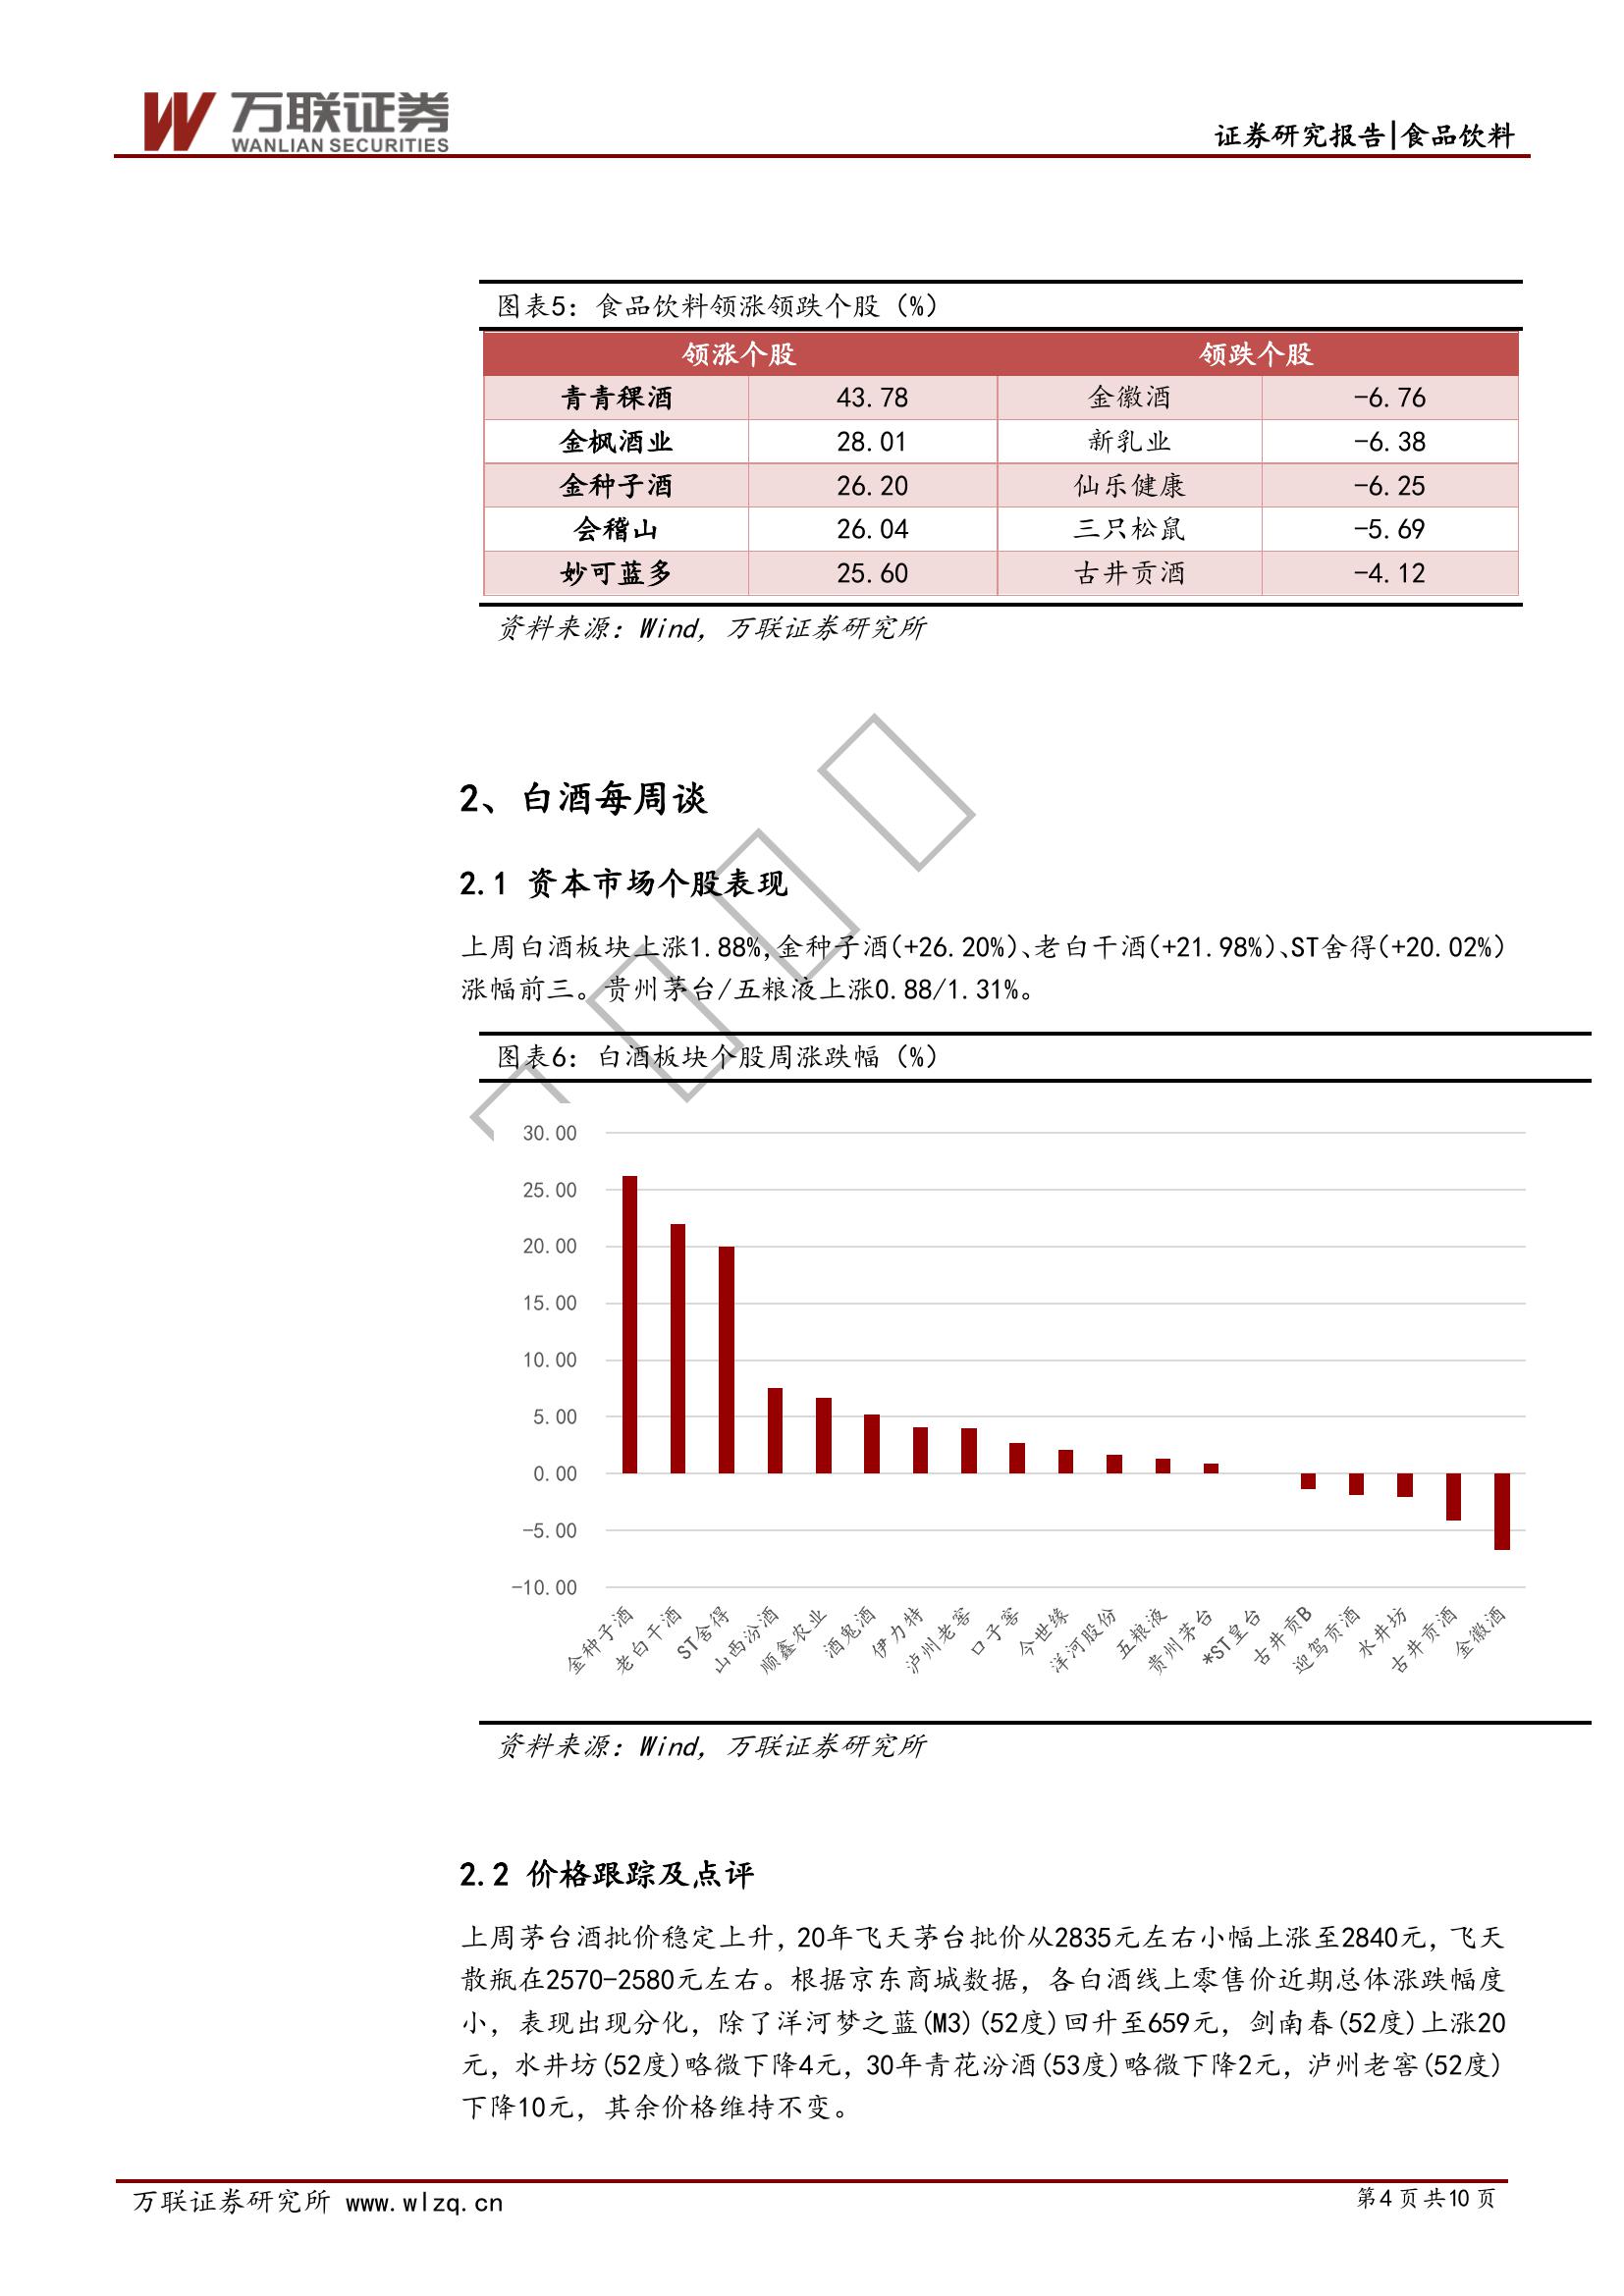 万联证券
WANLIAN SECURITIES
证券研究报告|食品饮料
图表5：食品饮料领涨领跌个股（%）
领涨个股 领跌个股
青青稞酒 43.78 金徽酒 -6.76
金枫酒业 28.01 新乳业 -6.38
金种子酒 26.20 仙乐健康 -6.25
会稽山 26.04 三只松鼠 -5.69
妙可蓝多 25.60 古井贡酒 -4.12
资料来源：Wind，万联证券研究所
2、白酒每周谈
2.1 资本市场个股表现
上周白酒板块上涨1.88%，金种子酒(+26.20%)、老白干酒(+21.98%)、ST舍得(+20.02%)
涨幅前三。贵州茅台/五粮液上涨0.88/1.31%。
图表6：白酒板块个股周涨跌幅（%）
30.00
25.00
20.00
15.00
10.00
5.00
0.00
-5.00
-10.00
金种子酒
老白干酒
ST舍得
山西汾酒
顺鑫农业
酒鬼酒
伊力特
泸州老窖
口子窖
今世缘
洋河股份
五粮液
贵州茅台
*ST皇台
古井贡B
迎驾贡酒
水井坊
古井贡酒
金徽酒
资料来源：Wind，万联证券研究所
2.2 价格跟踪及点评
上周茅台酒批价稳定上升，20年飞天茅台批价从2835元左右小幅上涨至2840元，飞天
散瓶在2570-2580元左右。根据京东商城数据，各白酒线上零售价近期总体涨跌幅度
小，表现出现分化，除了洋河梦之蓝(M3)(52度)回升至659元，剑南春(52度)上涨20
元，水井坊(52度)略微下降4元，30年青花汾酒(53度)略微下降2元，泸州老窖(52度)
下降10元，其余价格维持不变。
万联证券研究所 www.wlzq.cn
第4页共10页